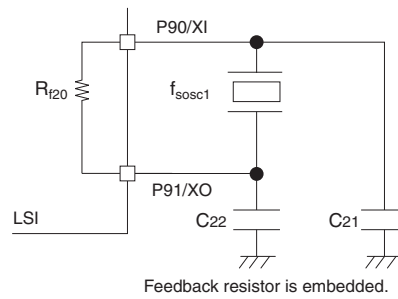 P90/XI
Rf20
fsosc1
P91/XO
LSI
C22
C21
Feedback resistor is embedded.